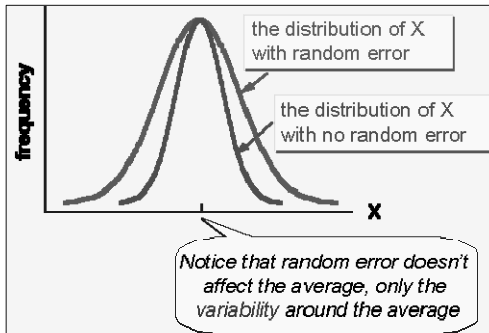 the distribution of X
with random error
the distribution of X
with no random error
frequency
X
Notice that random error doesn't
affect the average, only the
variability around the average